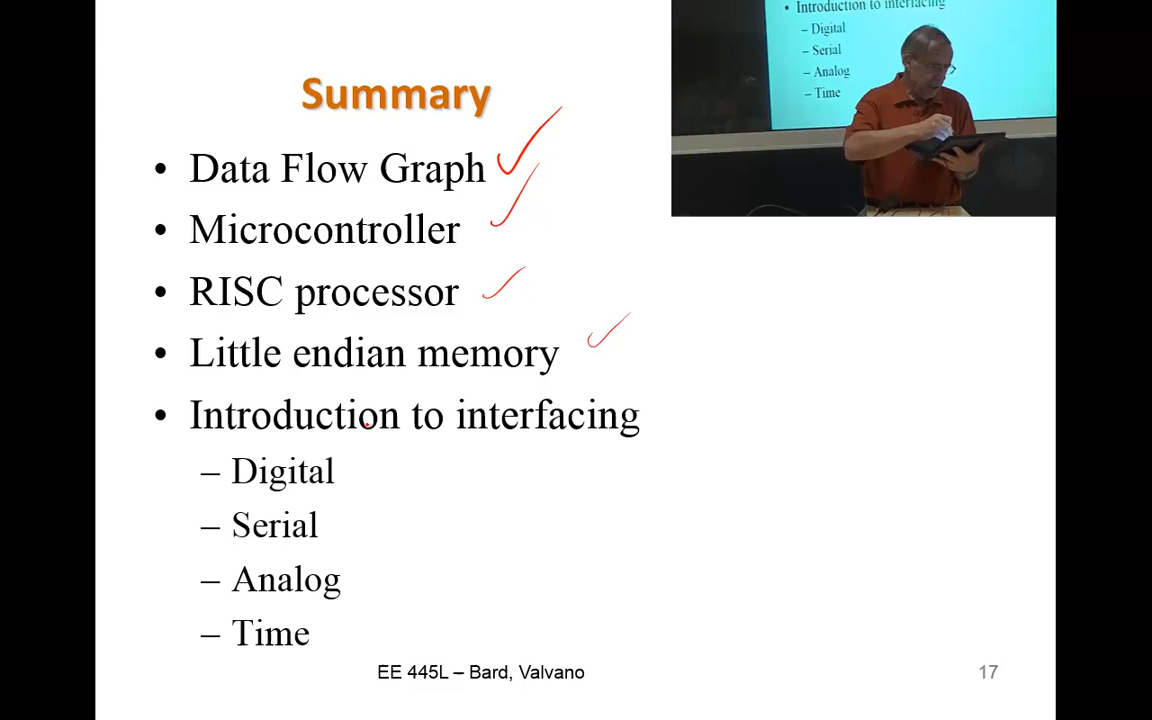 Summary
• Data Flow Graph
• Microcontroller
• RISC processor
• Little endian memory
• Introduction to interfacing
– Digital
– Serial
– Analog
– Time
EE 445L – Bard, Valvano
17
• Introduction to interfacing
– Digital
– Serial
– Analog
– Time